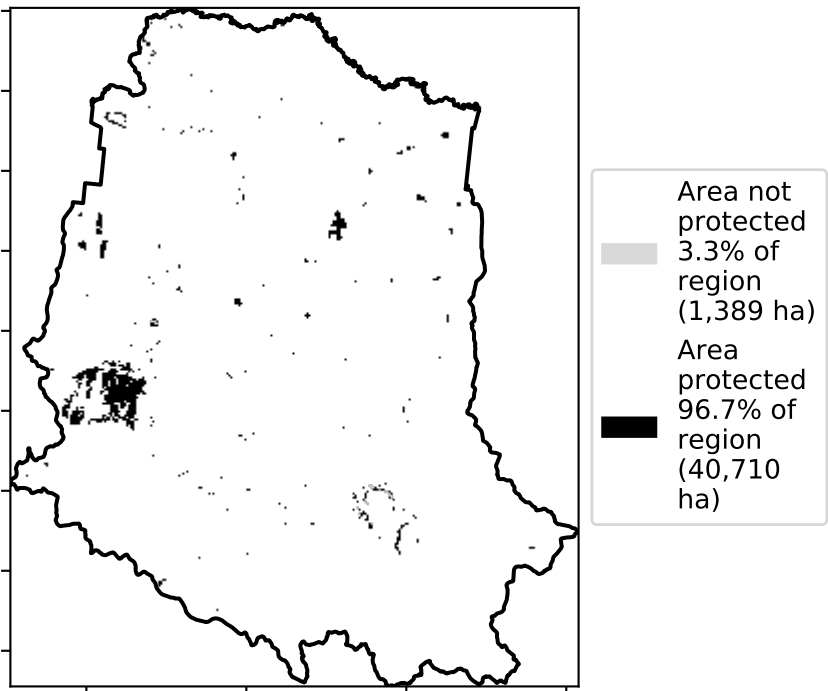 Area not
protected
3.3% of
region
(1,389 ha)
Area
protected
96.7% of
region
(40,710
ha)